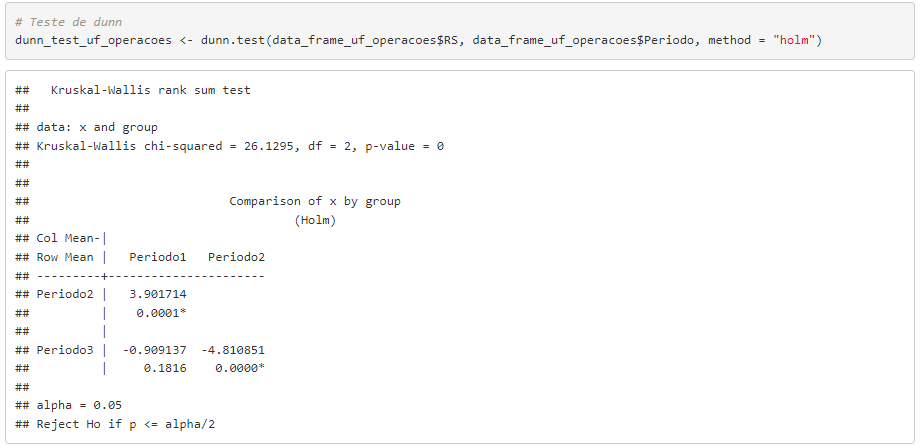 # Teste de dunn
dunn_test_uf_operacoes <- dunn.test(data_frame_uf_operacoes$RS, data_frame_uf_operacoes$Periodo, method = "holm")
##   Kruskal-Wallis rank sum test
##
## data: x and group
## Kruskal-Wallis chi-squared = 26.1295, df = 2, p-value = 0
##
##
##                           Comparison of x by group
##                                    (Holm)
## Col Mean-|
## Row Mean |   Periodo1   Periodo2
## ---------+----------------------
## Periodo2 |   3.901714
##          |    0.0001*
##          |
## Periodo3 |  -0.909137  -4.810851
##          |     0.1816    0.0000*
##
## alpha = 0.05
## Reject Ho if p <= alpha/2